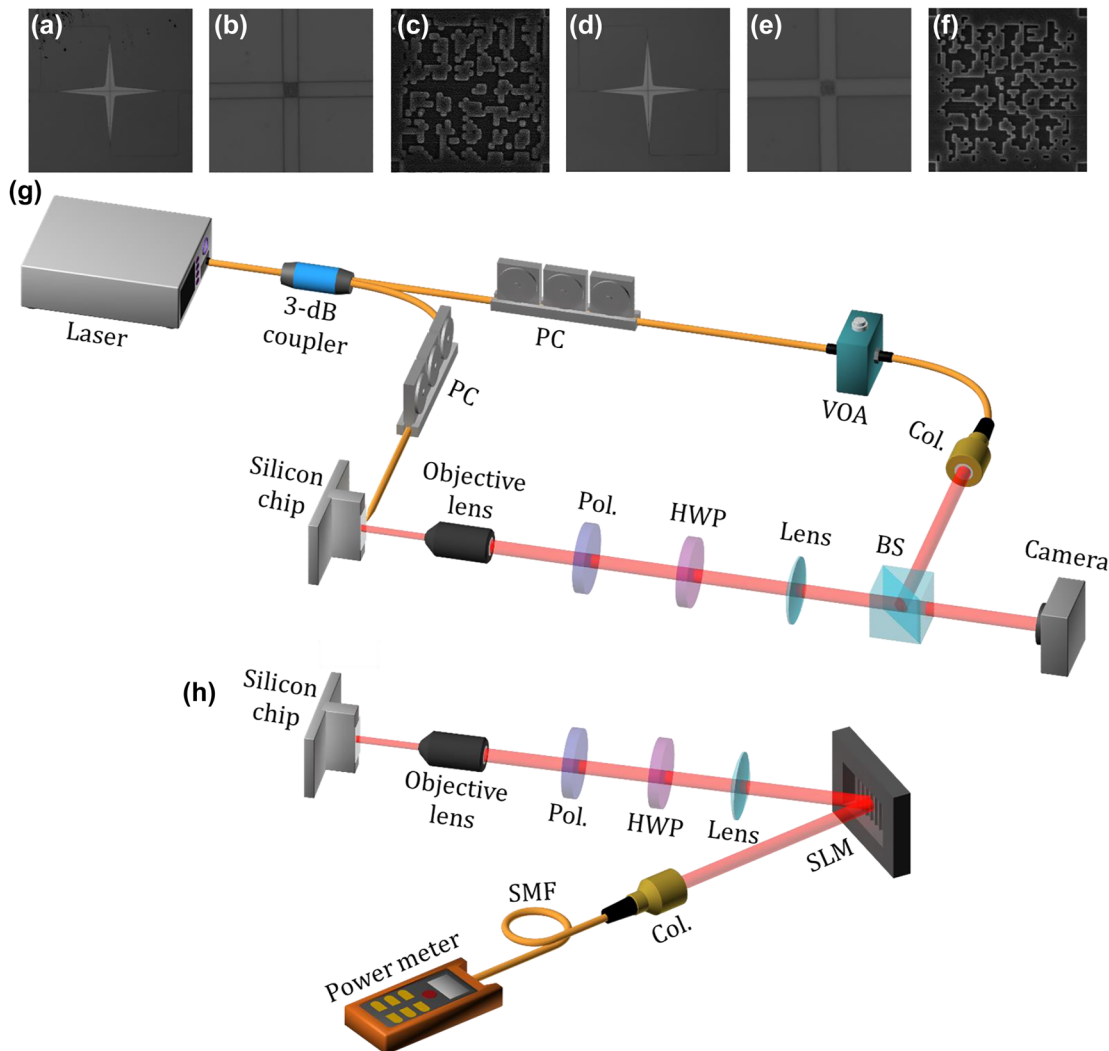 (a)
(b)
(c)
(d)
(e)
(f)
(g)
Laser
3-dB
coupler
PC
PC
VOA
Col.
Silicon
chip
Objective
lens
Pol.
HWP
Lens
BS
Camera
(h)
Silicon
chip
Objective
lens
Pol.
HWP
Lens
SLM
SMF
Col.
Power meter